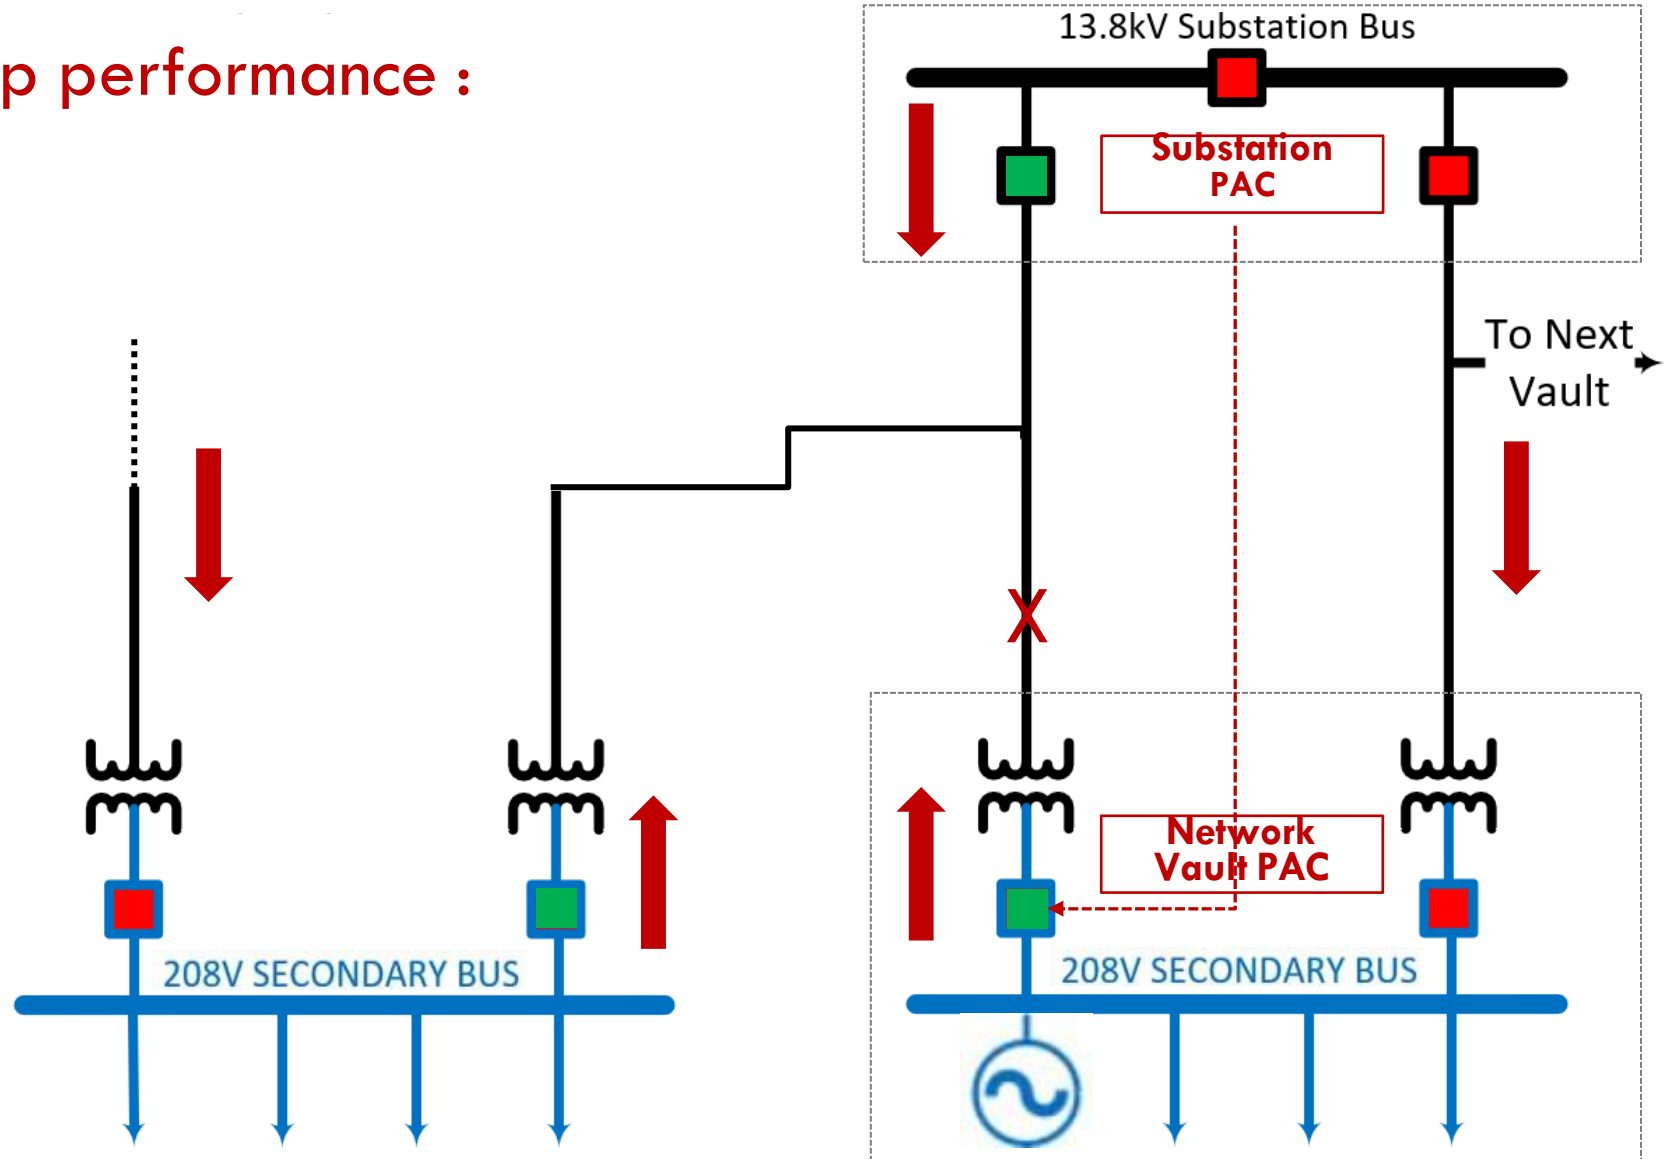 p performance :
13.8kV Substation Bus
Substation
PAC
To Next
Vault
X
Network
Vault PAC
208V SECONDARY BUS
208V SECONDARY BUS